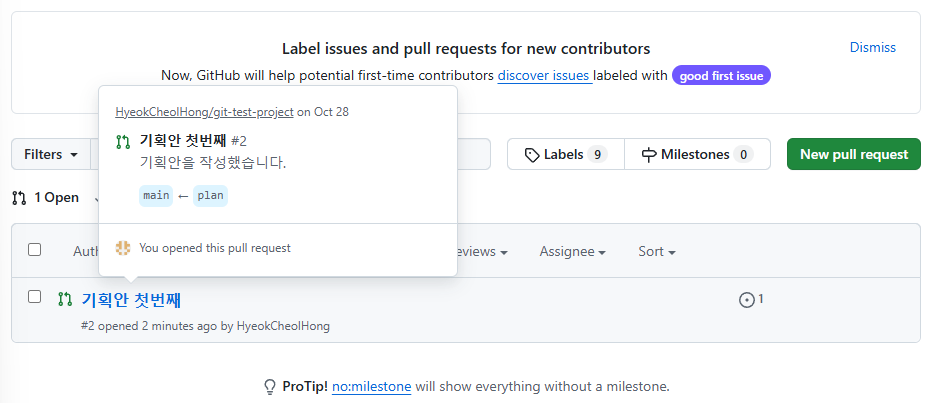 Label issues and pull requests for new contributors
Dismiss
Now, GitHub will help potential first-time contributors discover issues labeled with good first issue
HyeokCheolHong/git-test-project on Oct 28
기획안 첫번째 #2
기획안을 작성했습니다.
main ← plan
You opened this pull request
Filters
Labels 9
Milestones 0
New pull request
1 Open
Assignee
Sort
기획안 첫번째
1
#2 opened 2 minutes ago by HyeokCheolHong
ProTip! no:milestone will show everything without a milestone.